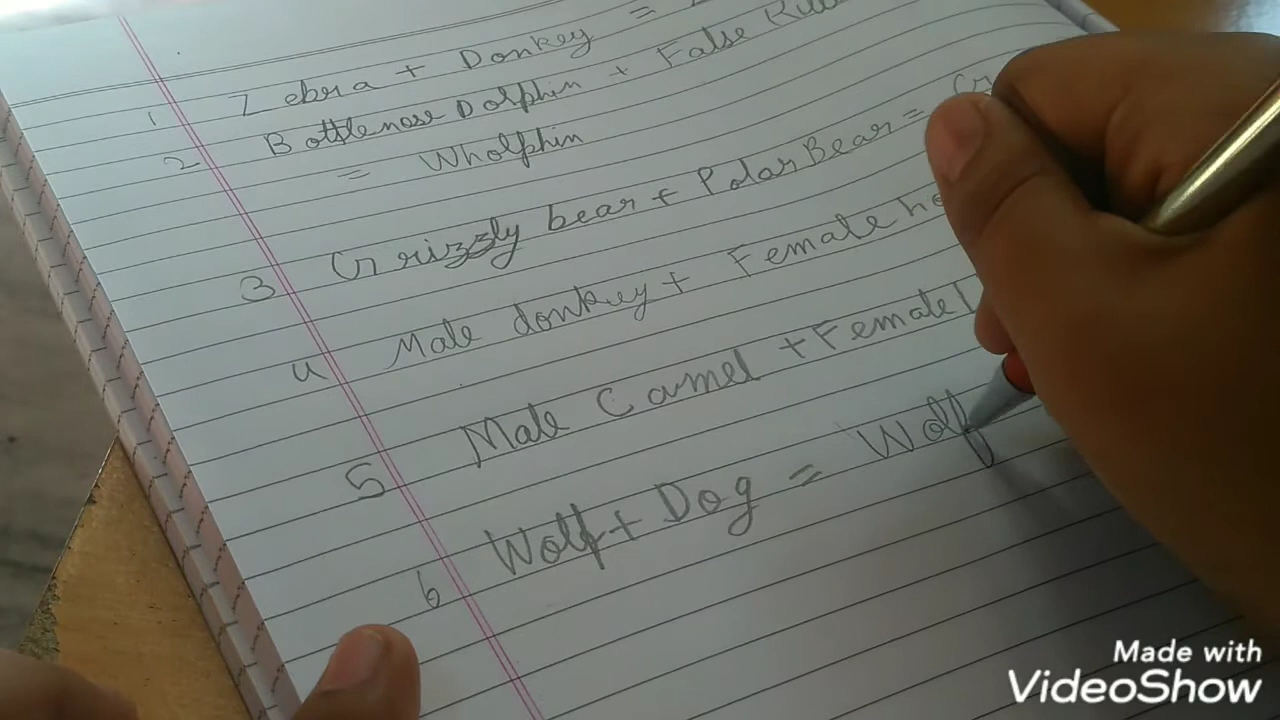 1 Zebra + Donkey =
2 Bottlenose Dolphin + False
= Wholphin
3 Grizzly bear + Polar Bear =
4 Male donkey + Female
5 Male Camel + Female
6 Wolf + Dog = Wolf
Made with
VideoShow